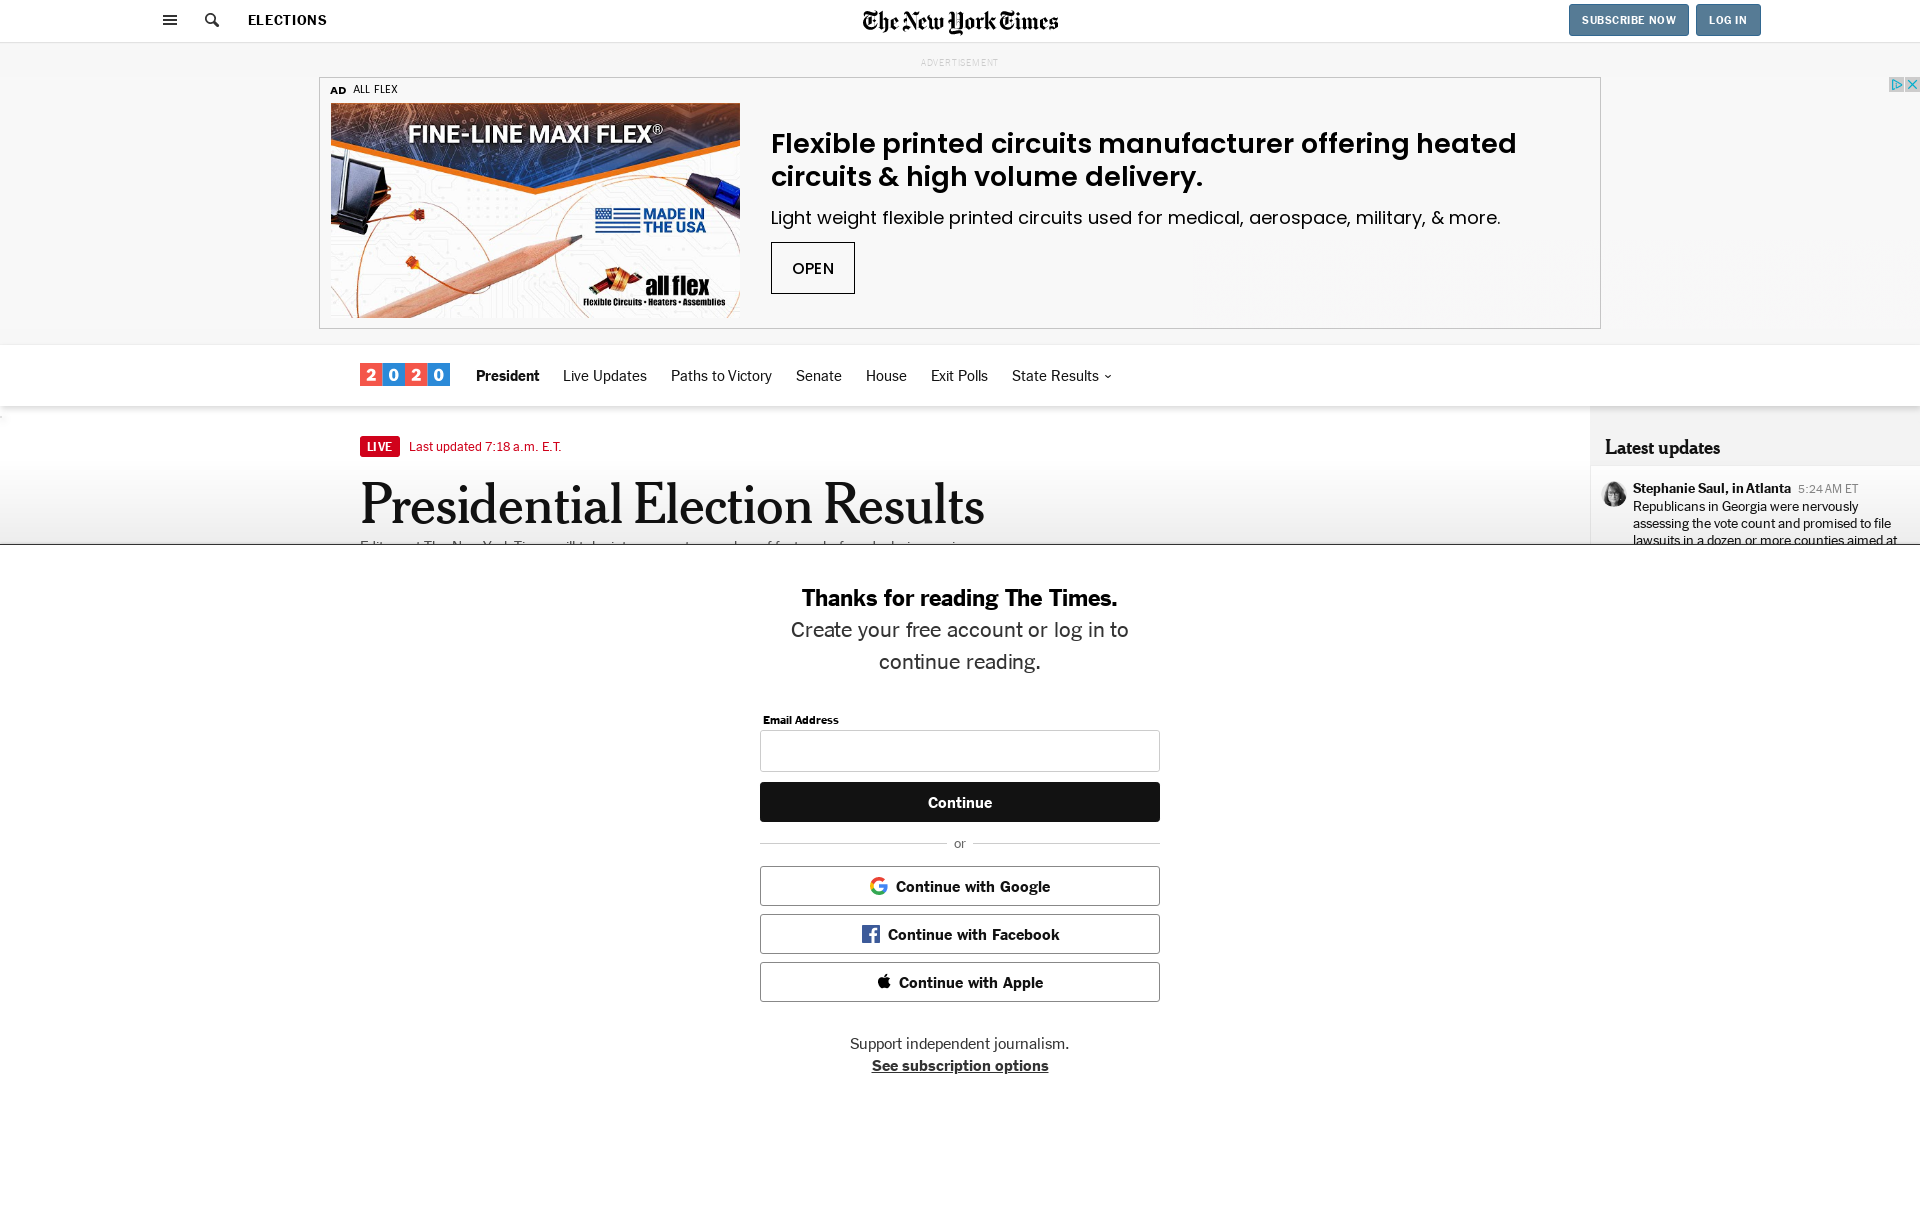 ELECTIONS
The New York Times
SUBSCRIBE NOW
LOG IN
ADVERTISEMENT
AD ALL FLEX
FINE-LINE MAXI FLEX®
MADE IN
THE USA
all flex
Flexible Circuits • Heaters • Assemblies
Flexible printed circuits manufacturer offering heated
circuits & high volume delivery.
Light weight flexible printed circuits used for medical, aerospace, military, & more.
OPEN
2020
President
Live Updates
Paths to Victory
Senate
House
Exit Polls
State Results
LIVE
Last updated 7:18 a.m. E.T.
Presidential Election Results
Latest updates
Stephanie Saul, in Atlanta 5:24 AM ET
Republicans in Georgia were nervously
assessing the vote count and promised to file
lawsuits in a dozen or more counties aimed at
Thanks for reading The Times.
Create your free account or log in to
continue reading.
Email Address
Continue
or
Continue with Google
Continue with Facebook
Continue with Apple
Support independent journalism.
See subscription options